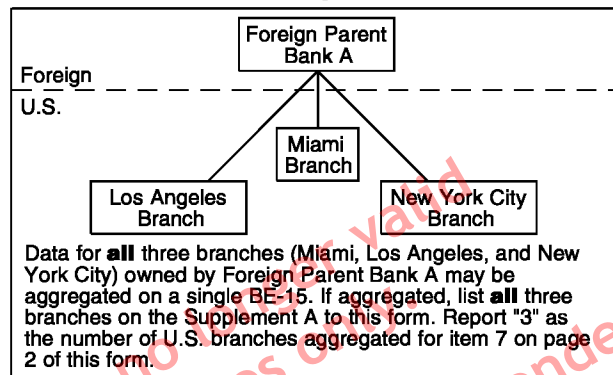 Foreign Parent
Bank A
Foreign
U.S.
Miami
Branch
Los Angeles
Branch
New York City
Branch
Data for all three branches (Miami, Los Angeles, and New
York City) owned by Foreign Parent Bank A may be
aggregated on a single BE-15. If aggregated, list all three
branches on the Supplement A to this form. Report "3" as
the number of U.S. branches aggregated for item 7 on page
2 of this form.
no longer valid
only.